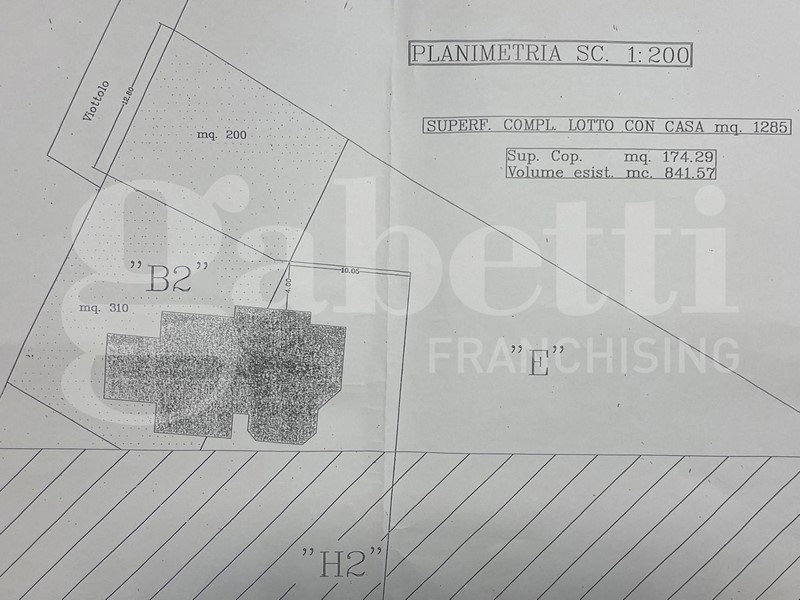 PLANIMETRIA SC. 1:200
SUPERF. COMPL. LOTTO CON CASA mq. 1285
Sup. Cop. mq. 174.29
Volume esist. mc. 841.57
Viottolo
12.80
mq. 200
"B2"
mq. 310
10.05
4.00
"E"
"H2"
gabetti
FRANCHISING